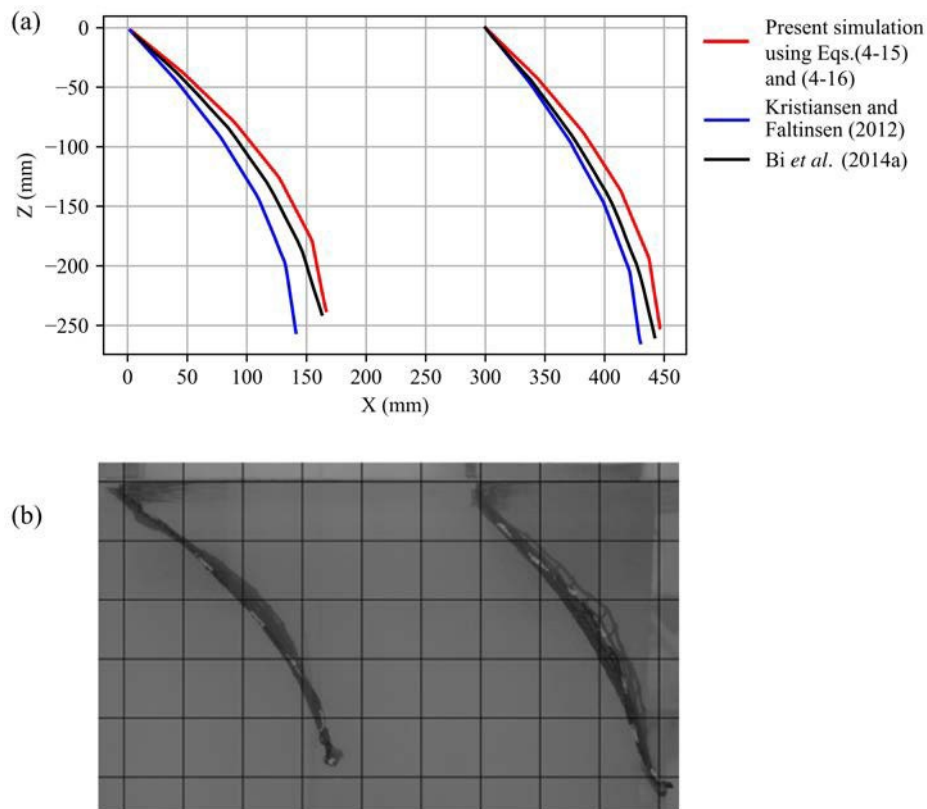 (a)
0
−50
−100
−150
−200
−250
Z (mm)
0 50 100 150 200 250 300 350 400 450
X (mm)
Present simulation
using Eqs.(4-15)
and (4-16)
Kristiansen and
Faltinsen (2012)
Bi et al. (2014a)
(b)